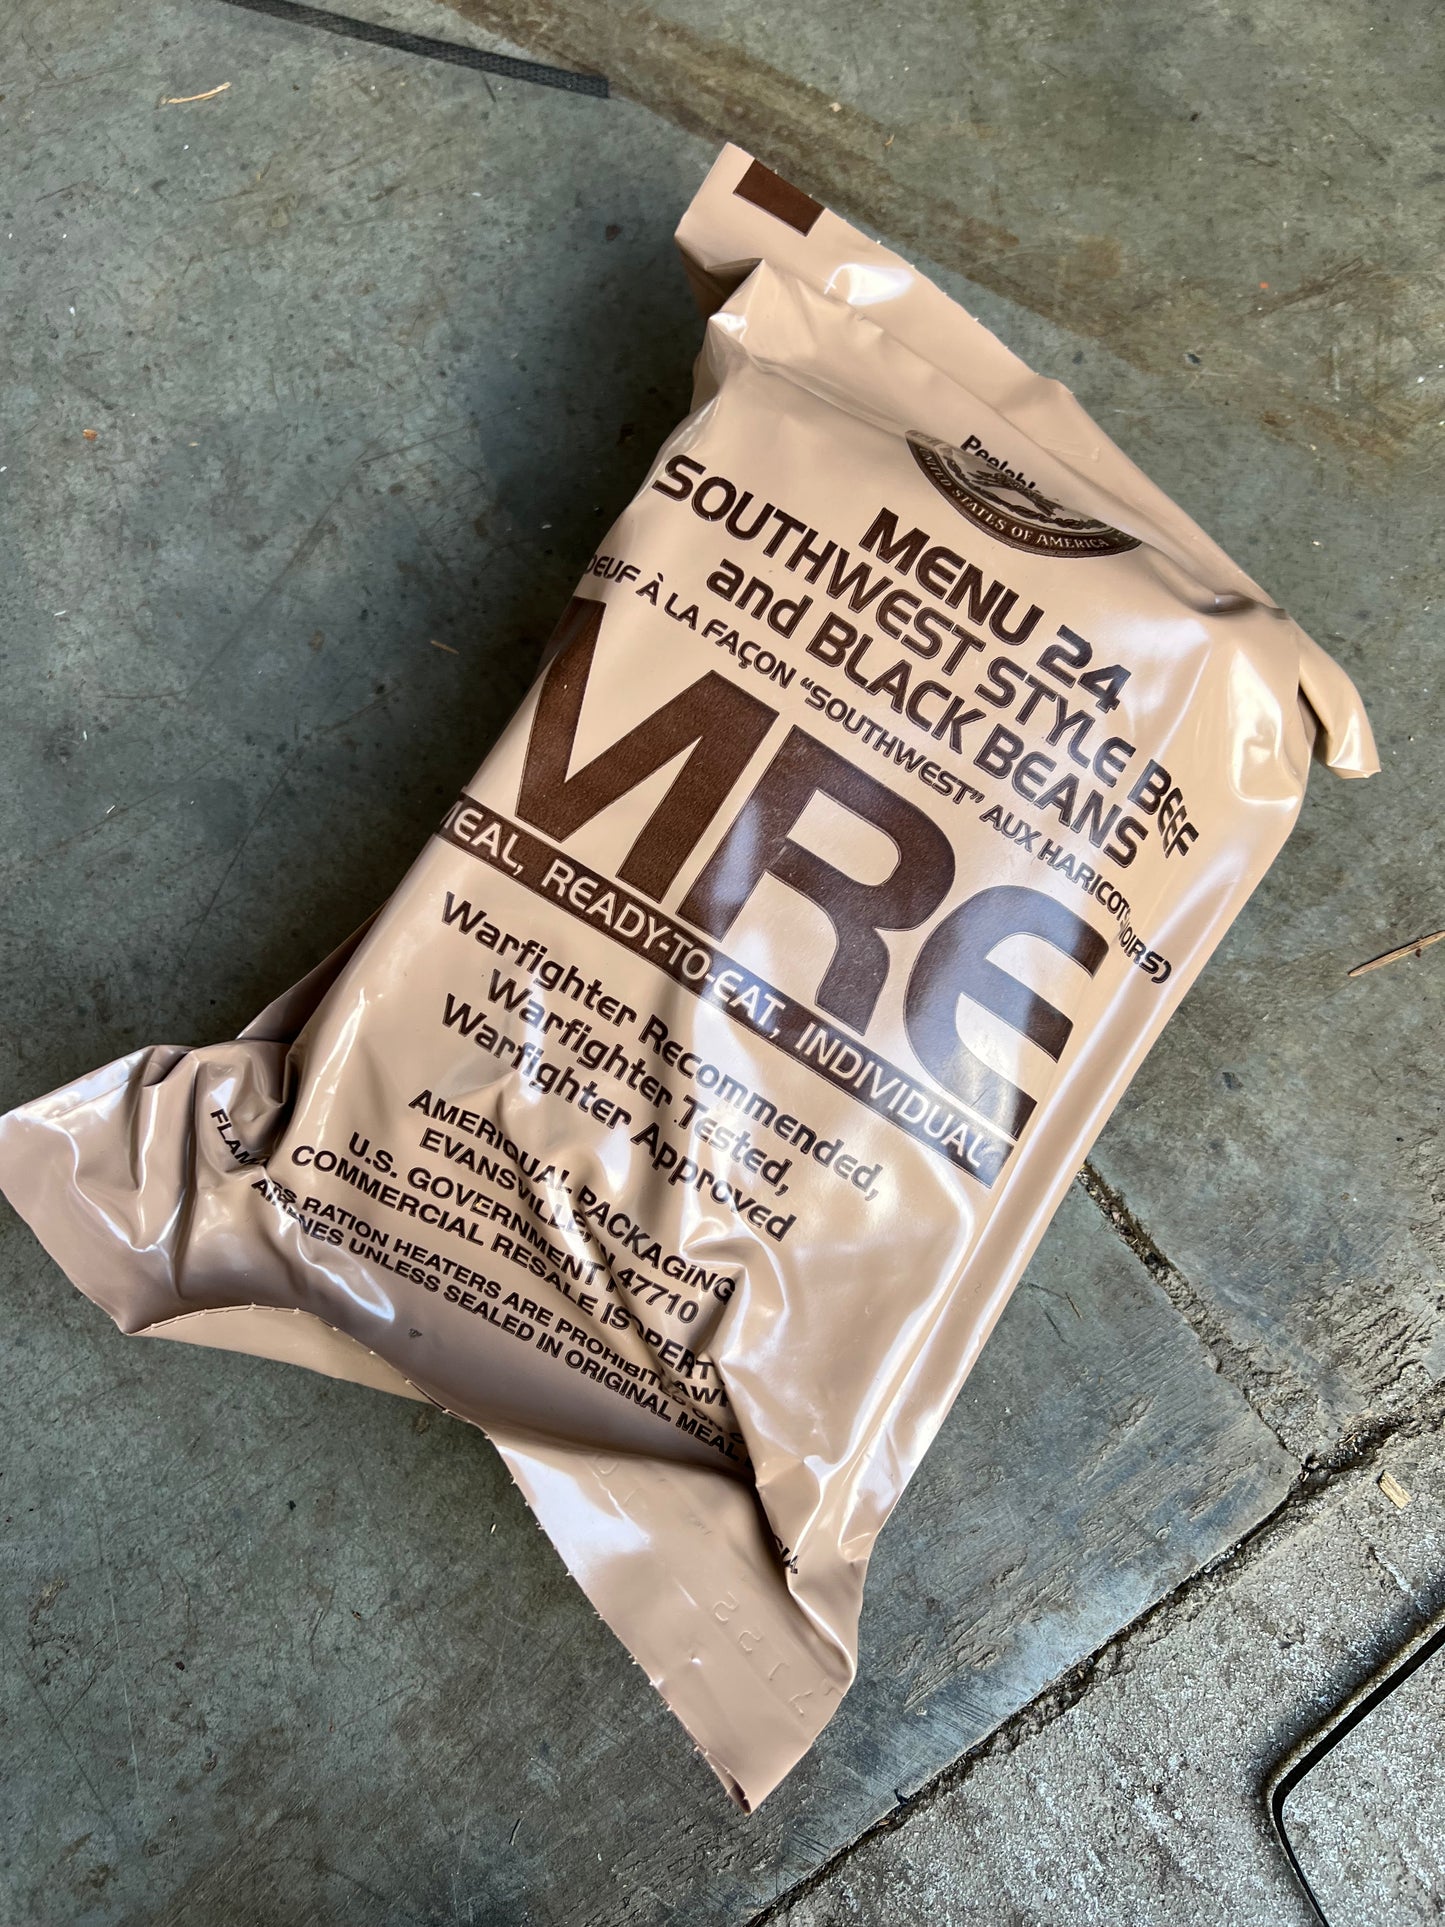 UNITED STATES OF AMERICA
MENU 24
SOUTHWEST STYLE BEEF
and BLACK BEANS
À LA FAÇON "SOUTHWEST" AUX
MRE
MEAL, READY-TO-EAT, INDIVIDUAL
Warfighter Recommended,
Warfighter Tested,
Warfighter Approved
AMERIQUAL PACKAGING
EVANSVILLE, IN 47710
U.S. GOVERNMENT
COMMERCIAL RESALE IS
RATION HEATERS ARE PROHIBITED ON
UNLESS SEALED IN ORIGINAL MEAL